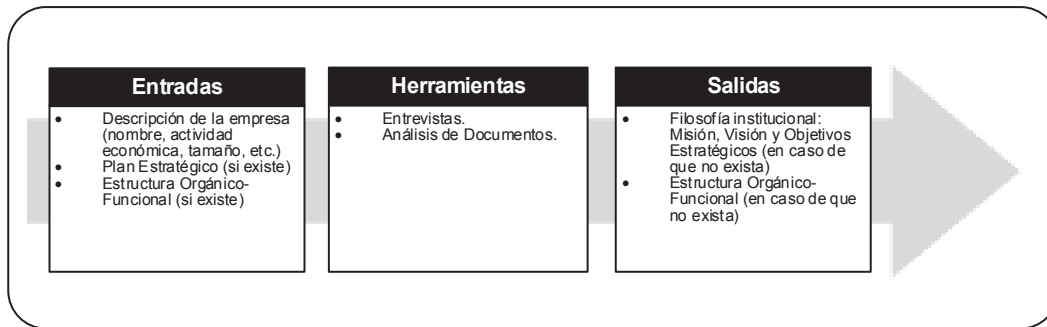 Entradas
• Descripción de la empresa
(nombre, actividad
económica, tamaño, etc.)
• Plan Estratégico (si existe)
• Estructura Orgánico-
Funcional (si existe)
Herramientas
• Entrevistas.
• Análisis de Documentos.
Salidas
• Filosofía institucional:
Misión, Visión y Objetivos
Estratégicos (en caso de
que no exista)
• Estructura Orgánico-
Funcional (en caso de que
no exista)